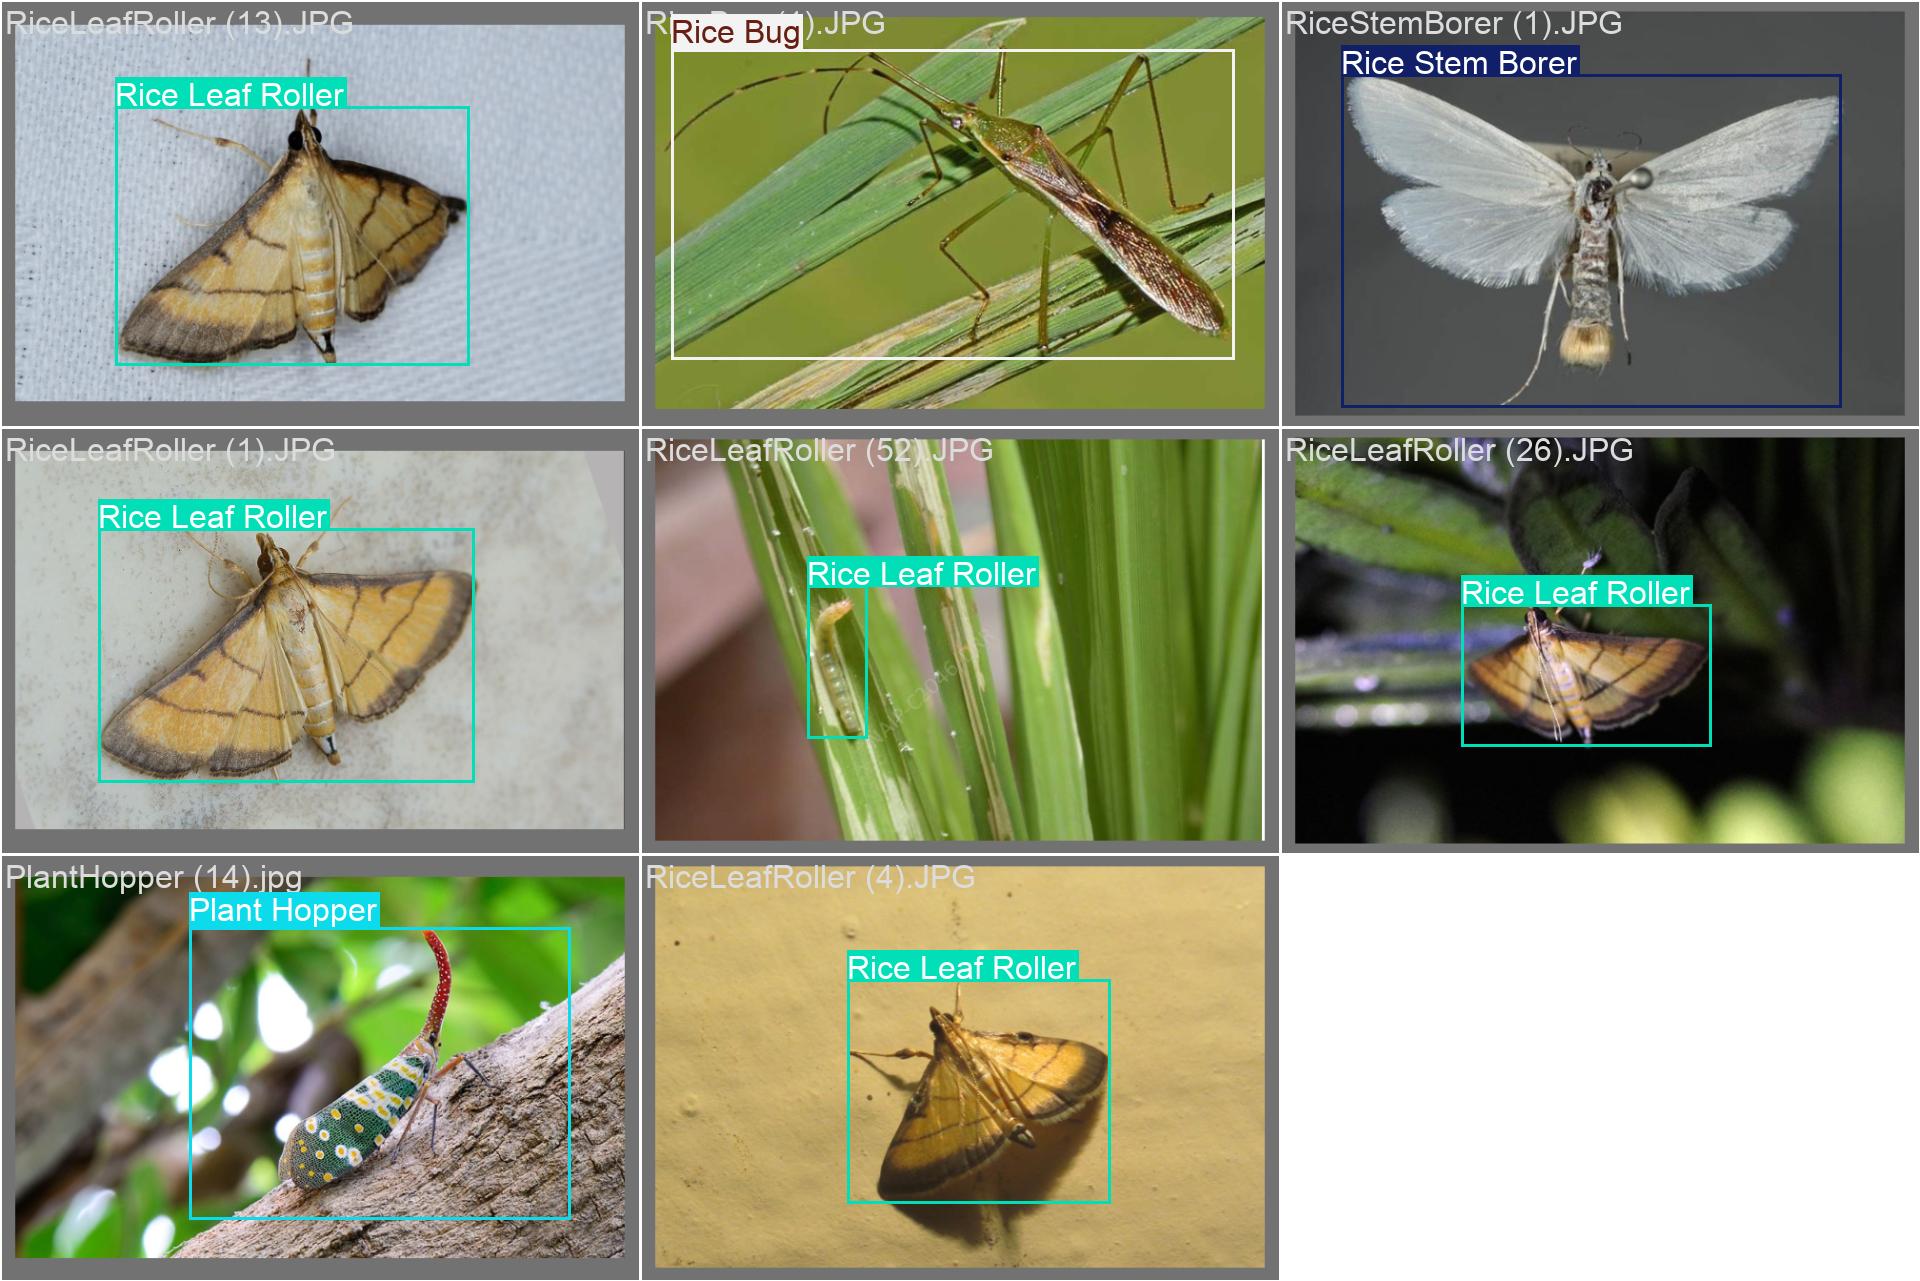 RiceLeafRoller (13).JPG
Rice Leaf Roller
Rice Bug
).JPG
RiceStemBorer (1).JPG
Rice Stem Borer
RiceLeafRoller (1).JPG
Rice Leaf Roller
RiceLeafRoller (52).JPG
Rice Leaf Roller
RiceLeafRoller (26).JPG
Rice Leaf Roller
PlantHopper (14).jpg
Plant Hopper
RiceLeafRoller (4).JPG
Rice Leaf Roller